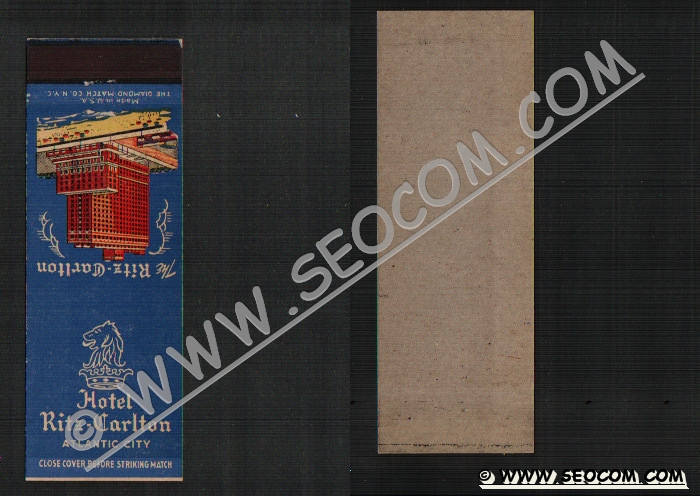 Made in U.S.A.
THE DIAMOND MATCH CO. N.Y.C.
The Ritz-Carlton
Hotel
Ritz-Carlton
ATLANTIC CITY
CLOSE COVER BEFORE STRIKING MATCH
© WWW.SEOCOM.COM
© WWW.SEOCOM.COM